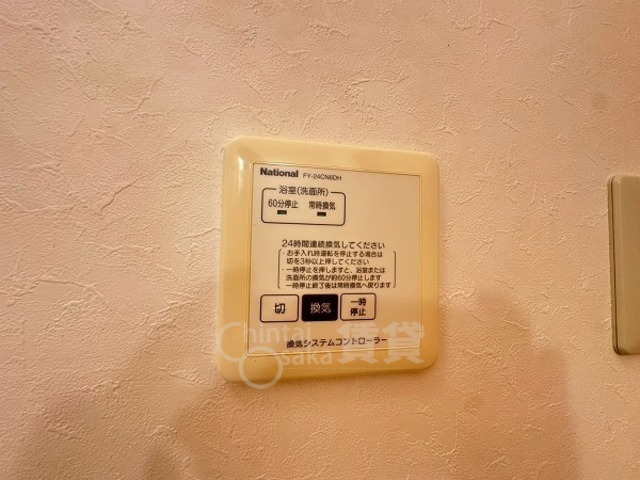 National FY-24CN6DH
浴室(洗面所)
60分停止 常時換気
24時間連続換気してください
・お手入れ時運転を停止する場合は
切を3秒以上押してください
・一時停止を押しますと、浴室または
洗面所の換気が約60分停止します
一時停止終了後は常時換気へ戻ります
切 換気 一時停止
換気システムコントローラー
Chintai Osaka 賃貸